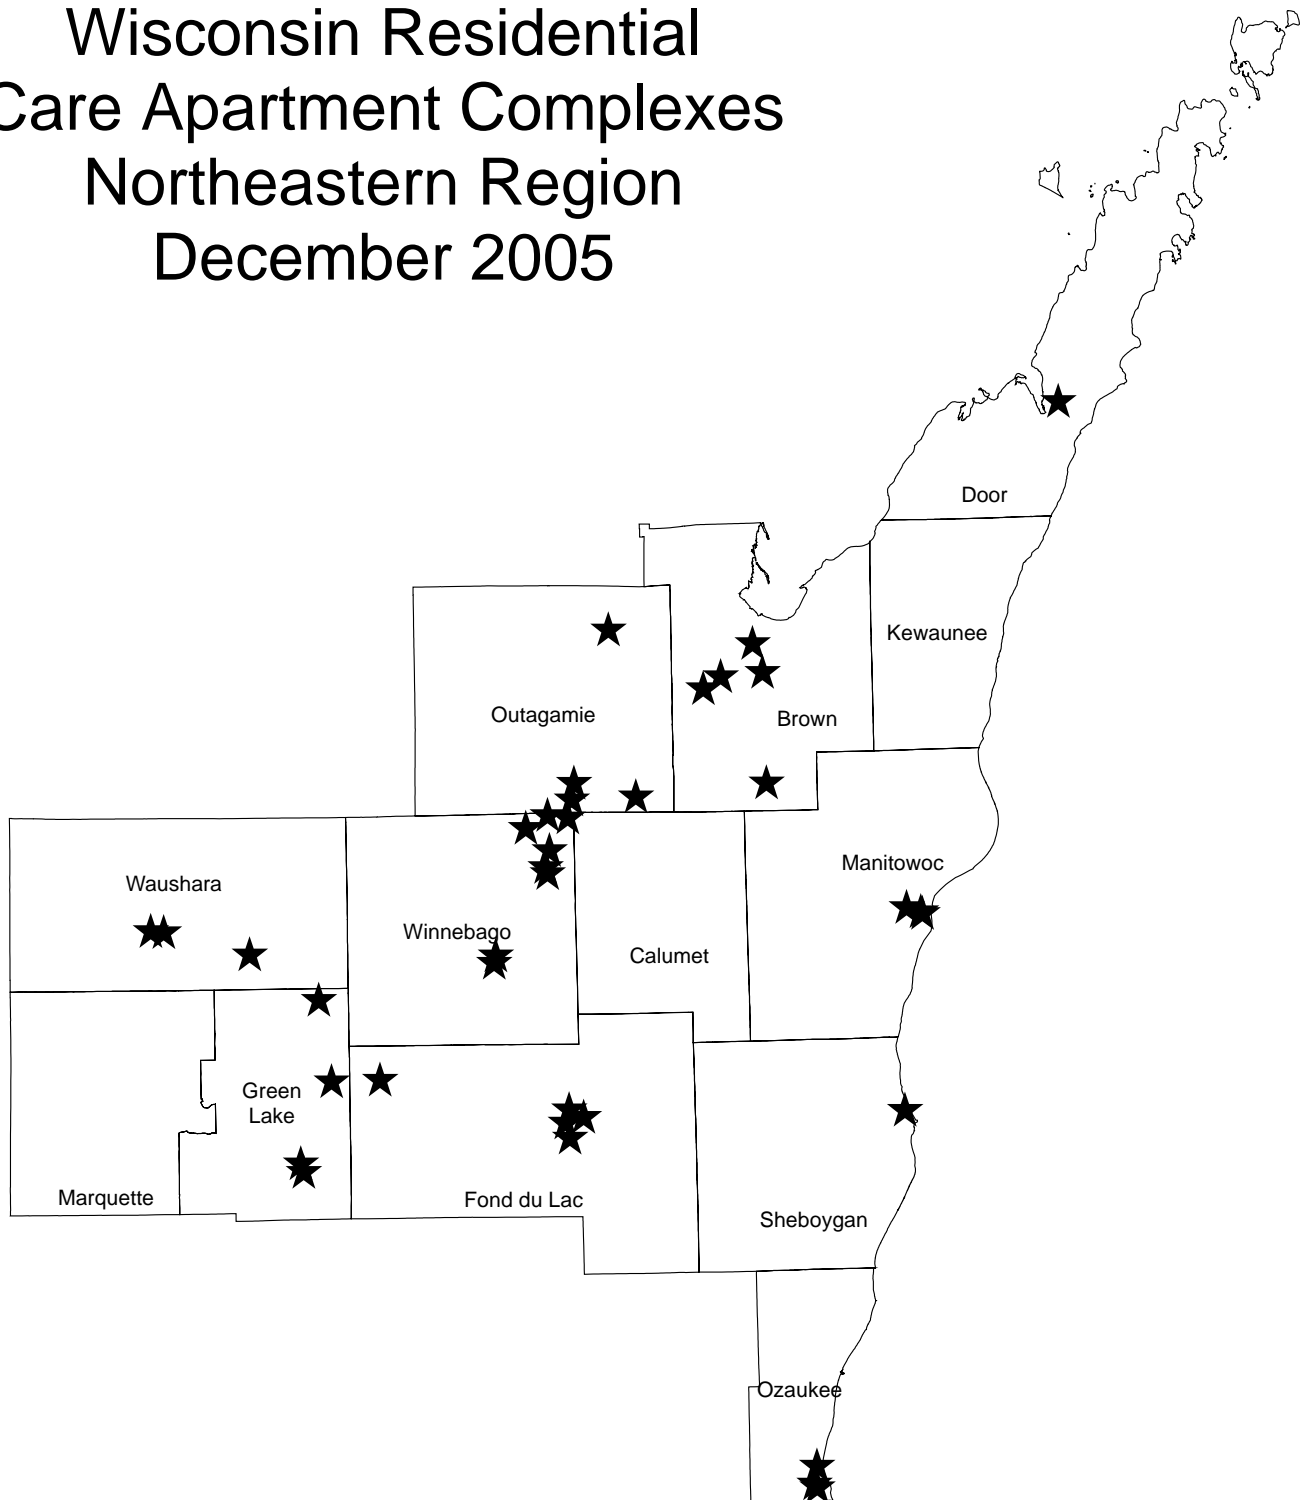 Wisconsin Residential
Care Apartment Complexes
Northeastern Region
December 2005
Door
Kewaunee
Outagamie
Brown
Manitowoc
Waushara
Winnebago
Calumet
Green
Lake
Marquette
Fond du Lac
Sheboygan
Ozaukee